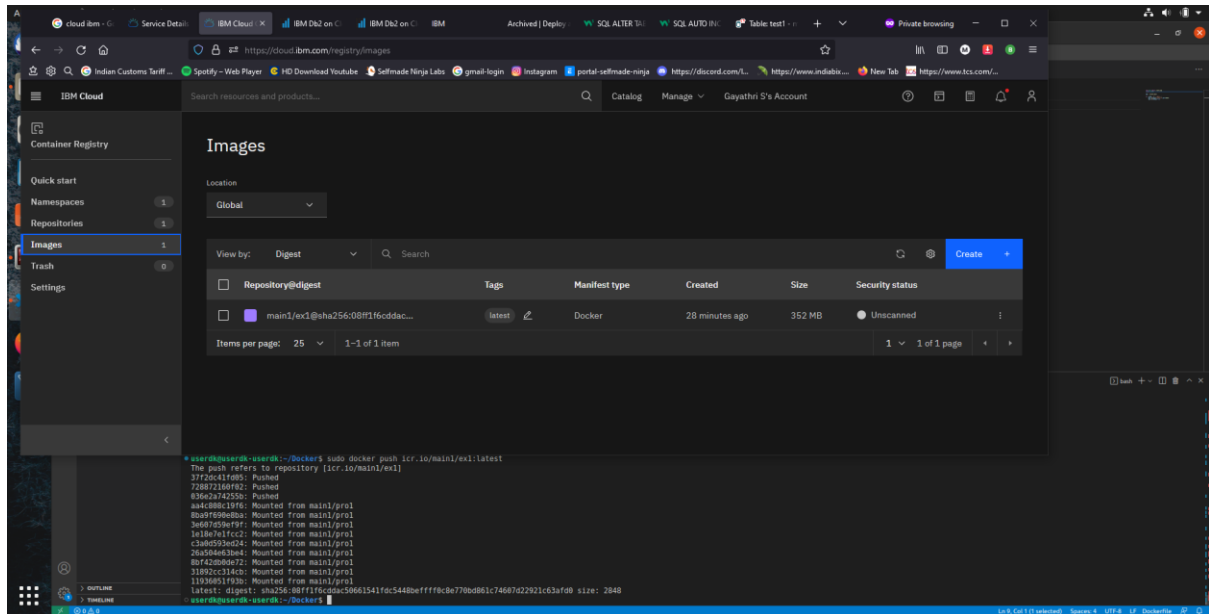 cloud ibm - G
Service Detail
IBM Cloud
IBM Db2 on C
IBM Db2 on C
IBM
Archived | Deploy
SQL ALTER TA
SQL AUTO INC
Table: test1 -
Private browsing
https://cloud.ibm.com/registry/images
Indian Customs Tariff ...
Spotify – Web Player
HD Download Youtube
Selfmade Ninja Labs
gmail-login
Instagram
portal-selfmade-ninja
https://discord.com/l...
https://www.indiabix....
New Tab
https://www.tcs.com/...
IBM Cloud
Search resources and products...
Catalog
Manage
Gayathri S's Account
Container Registry
Quick start
Namespaces 1
Repositories 1
Images 1
Trash 0
Settings
Images
Location
Global
View by: Digest
Search
Create +
Repository@digest Tags Manifest type Created Size Security status
main1/ex1@sha256:08ff1f6cddac... latest Docker 28 minutes ago 352 MB Unscanned
Items per page: 25 1–1 of 1 item 1 1 of 1 page
bash
userdk@userdk-userdk:~/Docker$ sudo docker push icr.io/main1/ex1:latest
The push refers to repository [icr.io/main1/ex1]
37f2dc41fd05: Pushed
728872160f02: Pushed
036e2a74255b: Pushed
aa4c808c19f6: Mounted from main1/pro1
8ba9f690e8ba: Mounted from main1/pro1
3e607d59ef9f: Mounted from main1/pro1
1e18e7e1fcc2: Mounted from main1/pro1
c3a0d593ed24: Mounted from main1/pro1
26a504e63be4: Mounted from main1/pro1
8bf42db0de72: Mounted from main1/pro1
31892cc314cb: Mounted from main1/pro1
11936051f93b: Mounted from main1/pro1
latest: digest: sha256:08ff1f6cddac50661541fdc5448beffff0c8e770bd861c74607d22921c63afd0 size: 2848
userdk@userdk-userdk:~/Docker$
OUTLINE
TIMELINE
0 0
Ln 9, Col 1 (1 selected) Spaces: 4 UTF-8 LF Dockerfile